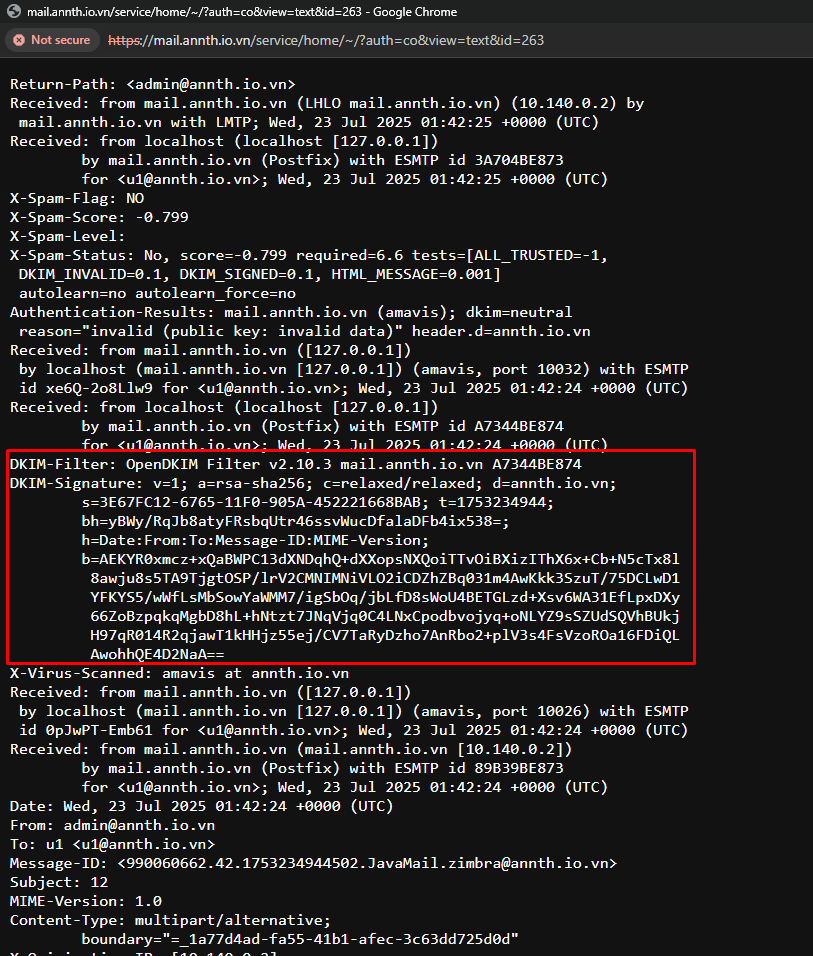 mail.annth.io.vn/service/home/~/?auth=co&view=text&id=263 - Google Chrome
Not secure https://mail.annth.io.vn/service/home/~/?auth=co&view=text&id=263
Return-Path: <admin@annth.io.vn>
Received: from mail.annth.io.vn (LHLO mail.annth.io.vn) (10.140.0.2) by
mail.annth.io.vn with LMTP; Wed, 23 Jul 2025 01:42:25 +0000 (UTC)
Received: from localhost (localhost [127.0.0.1])
by mail.annth.io.vn (Postfix) with ESMTP id 3A704BE873
for <u1@annth.io.vn>; Wed, 23 Jul 2025 01:42:25 +0000 (UTC)
X-Spam-Flag: NO
X-Spam-Score: -0.799
X-Spam-Level:
X-Spam-Status: No, score=-0.799 required=6.6 tests=[ALL_TRUSTED=-1,
DKIM_INVALID=0.1, DKIM_SIGNED=0.1, HTML_MESSAGE=0.001]
autolearn=no autolearn_force=no
Authentication-Results: mail.annth.io.vn (amavis); dkim=neutral
reason="invalid (public key: invalid data)" header.d=annth.io.vn
Received: from mail.annth.io.vn ([127.0.0.1])
by localhost (mail.annth.io.vn [127.0.0.1]) (amavis, port 10032) with ESMTP
id xe6Q-2o8Llw9 for <u1@annth.io.vn>; Wed, 23 Jul 2025 01:42:24 +0000 (UTC)
Received: from localhost (localhost [127.0.0.1])
by mail.annth.io.vn (Postfix) with ESMTP id A7344BE874
for <u1@annth.io.vn>; Wed, 23 Jul 2025 01:42:24 +0000 (UTC)
DKIM-Filter: OpenDKIM Filter v2.10.3 mail.annth.io.vn A7344BE874
DKIM-Signature: v=1; a=rsa-sha256; c=relaxed/relaxed; d=annth.io.vn;
s=3E67FC12-6765-11F0-905A-452221668BAB; t=1753234944;
bh=yBWy/RqJb8atyFRsbqUtr46ssvWucDfalaDFb4ix538=;
h=Date:From:To:Message-ID:MIME-Version;
b=AEKYR0xmcz+xQaBWPC13dXNDqhQ+dXXopsNXQoiTTvOiBXizIThX6x+Cb+N5cTx8l
8awju8s5TA9TjgtOSP/lrV2CMNIMNiVLO2iCDZhZBq031m4AwKkk3SzuT/75DCLwD1
YFKYS5/wWfLsMbSowYaWMM7/igSbOq/jbLfD8sWoU4BETGLzd+Xsv6WA31EfLpxDXy
66ZoBzpqkqMgbD8hL+hNtzt7JNqVjq0C4LNxCpodbvojyq+oNLYZ9sSZUdSQVhBUkj
H97qR014R2qjawT1kHHjz55ej/CV7TaRyDzho7AnRbo2+plV3s4FsVzoROa16FDiQL
AwohhQE4D2NaA==
X-Virus-Scanned: amavis at annth.io.vn
Received: from mail.annth.io.vn ([127.0.0.1])
by localhost (mail.annth.io.vn [127.0.0.1]) (amavis, port 10026) with ESMTP
id 0pJwPT-Emb61 for <u1@annth.io.vn>; Wed, 23 Jul 2025 01:42:24 +0000 (UTC)
Received: from mail.annth.io.vn (mail.annth.io.vn [10.140.0.2])
by mail.annth.io.vn (Postfix) with ESMTP id 89B39BE873
for <u1@annth.io.vn>; Wed, 23 Jul 2025 01:42:24 +0000 (UTC)
Date: Wed, 23 Jul 2025 01:42:24 +0000 (UTC)
From: admin@annth.io.vn
To: u1 <u1@annth.io.vn>
Message-ID: <990060662.42.1753234944502.JavaMail.zimbra@annth.io.vn>
Subject: 12
MIME-Version: 1.0
Content-Type: multipart/alternative;
boundary="=_1a77d4ad-fa55-41b1-afec-3c63dd725d0d"